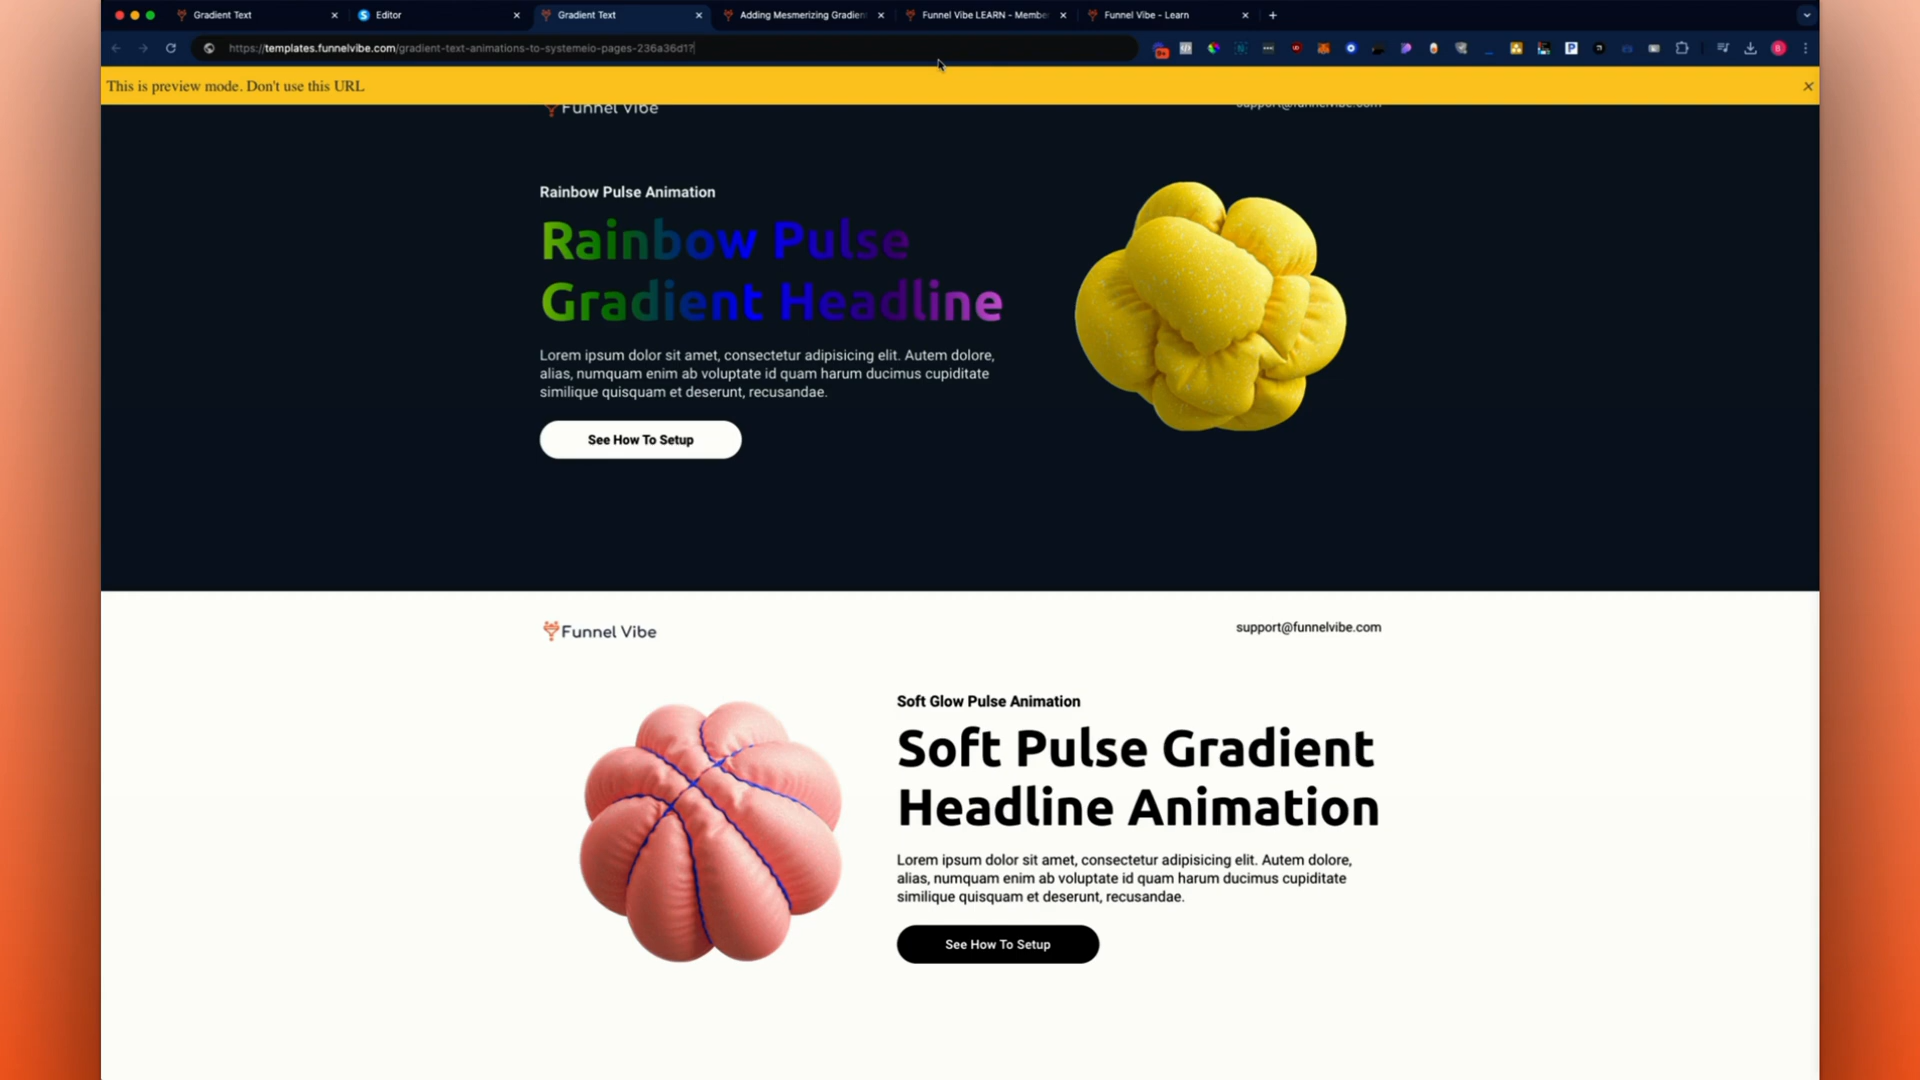 Gradient Text
Editor
Gradient Text
Adding Mesmerizing Gradien
Funnel Vibe LEARN - Membe
Funnel Vibe - Learn
https://templates.funnelvibe.com/gradient-text-animations-to-systemeio-pages-236a36d1?
This is preview mode. Don't use this URL
Funnel Vibe
support@funnelvibe.com
Rainbow Pulse Animation
Rainbow Pulse
Gradient Headline
Lorem ipsum dolor sit amet, consectetur adipisicing elit. Autem dolore,
alias, numquam enim ab voluptate id quam harum ducimus cupiditate
similique quisquam et deserunt, recusandae.
See How To Setup
Funnel Vibe
support@funnelvibe.com
Soft Glow Pulse Animation
Soft Pulse Gradient
Headline Animation
Lorem ipsum dolor sit amet, consectetur adipisicing elit. Autem dolore,
alias, numquam enim ab voluptate id quam harum ducimus cupiditate
similique quisquam et deserunt, recusandae.
See How To Setup